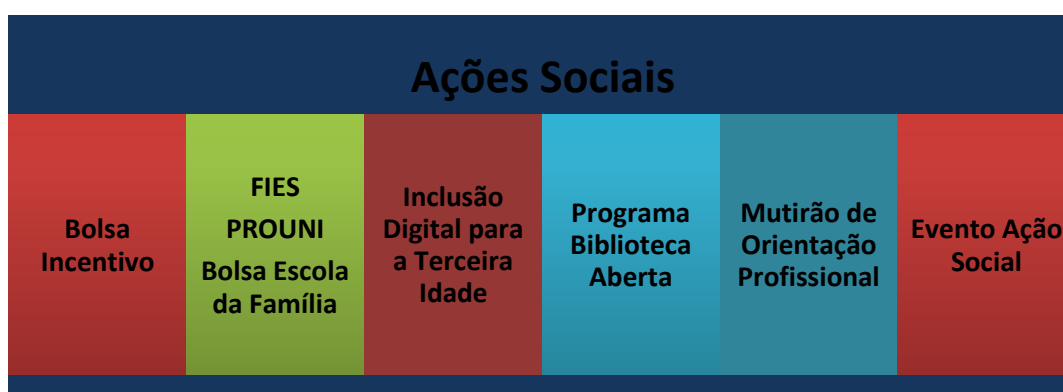 Ações Sociais
Bolsa
Incentivo
FIES
PROUNI
Bolsa Escola
da Família
Inclusão
Digital para
a Terceira
Idade
Programa
Biblioteca
Aberta
Mutirão de
Orientação
Profissional
Evento Ação
Social